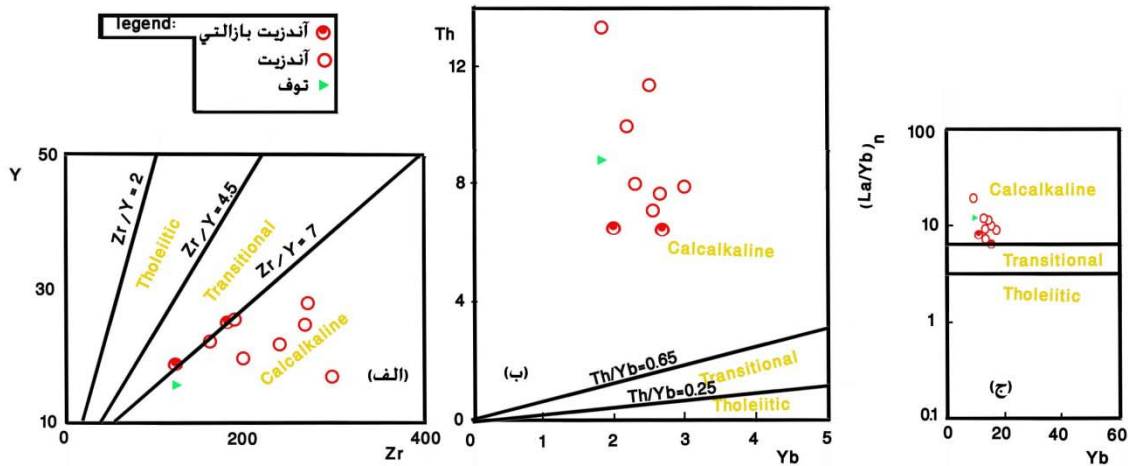 legend:
آندزيت بازالتي
آندزيت
توف
50
Y
30
10
Zr / Y = 2
Tholeiitic
Zr / Y = 4.5
Transitional
Zr / Y = 7
Calcalkaline
(الف)
0
200
400
Zr
Th
12
8
4
0
Calcalkaline
Th/Yb=0.65
Transitional
Th/Yb=0.25
Tholeiitic
(ب)
0
1
2
3
4
5
Yb
(La/Yb)n
100
10
1
0.1
Calcalkaline
Transitional
Tholeiitic
(ج)
0
20
40
60
Yb